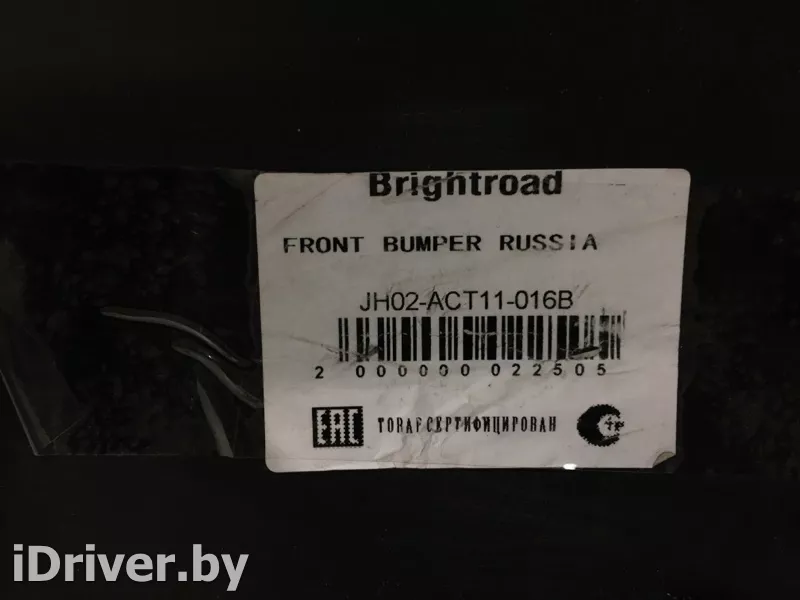 Brightroad
FRONT BUMPER RUSSIA
JH02-ACT11-016B
2 000000 022505
EAC ТОВАР СЕРТИФИЦИРОВАН
iDriver.by